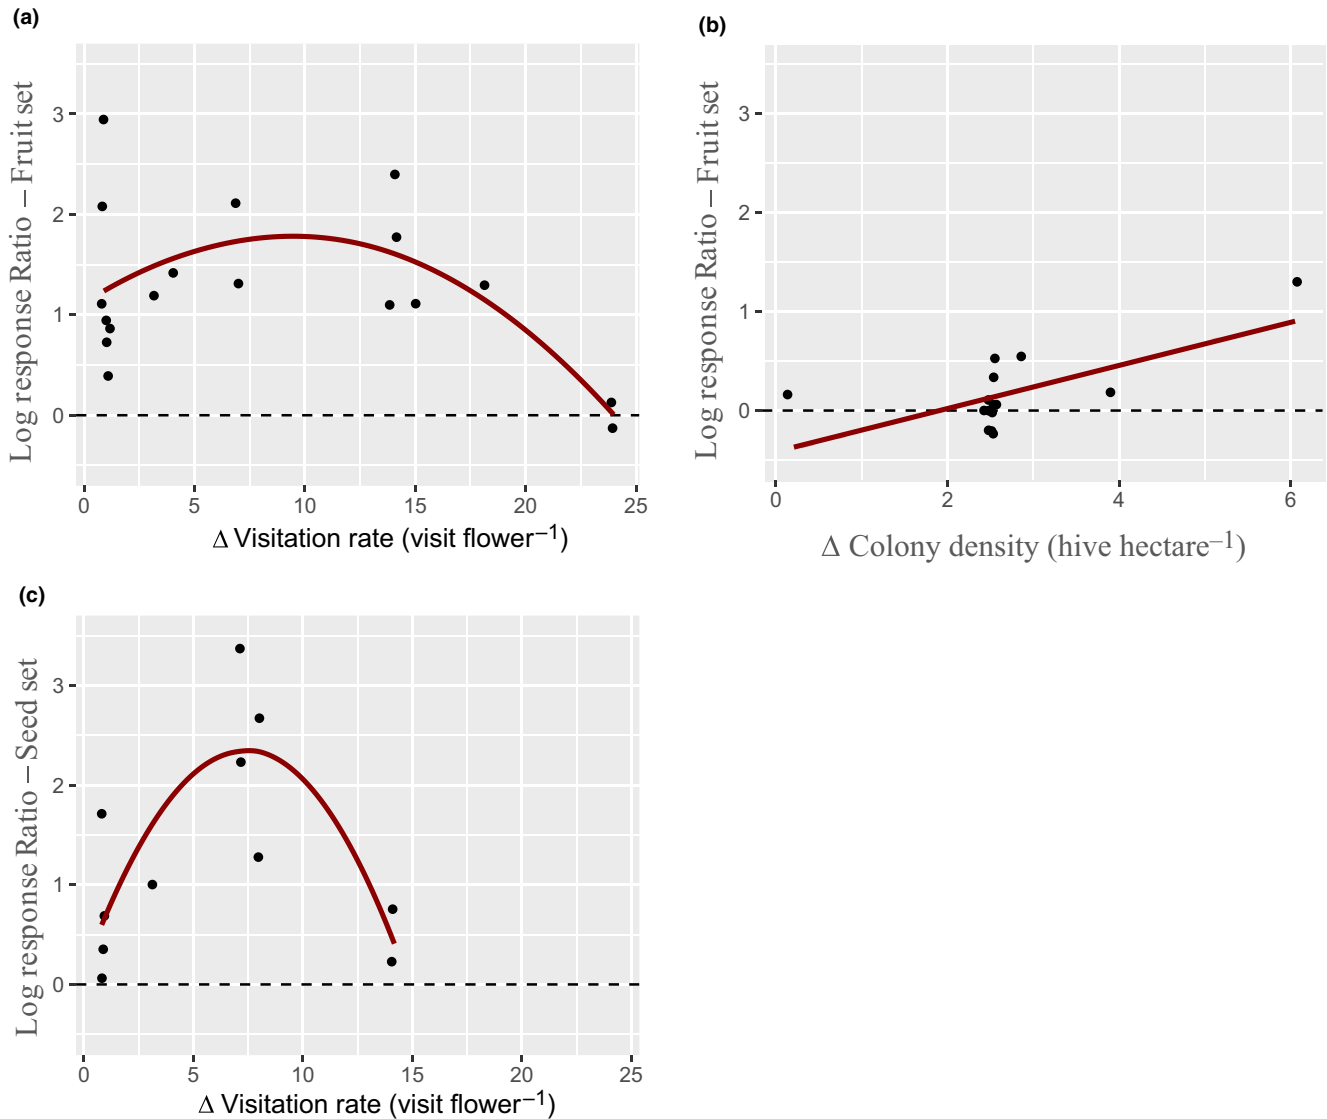 (a)
Log response Ratio – Fruit set
3
2
1
0
0 5 10 15 20 25
Δ Visitation rate (visit flower⁻¹)
(b)
Log response Ratio – Fruit set
3
2
1
0
0 2 4 6
Δ Colony density (hive hectare⁻¹)
(c)
Log response Ratio – Seed set
3
2
1
0
0 5 10 15 20 25
Δ Visitation rate (visit flower⁻¹)